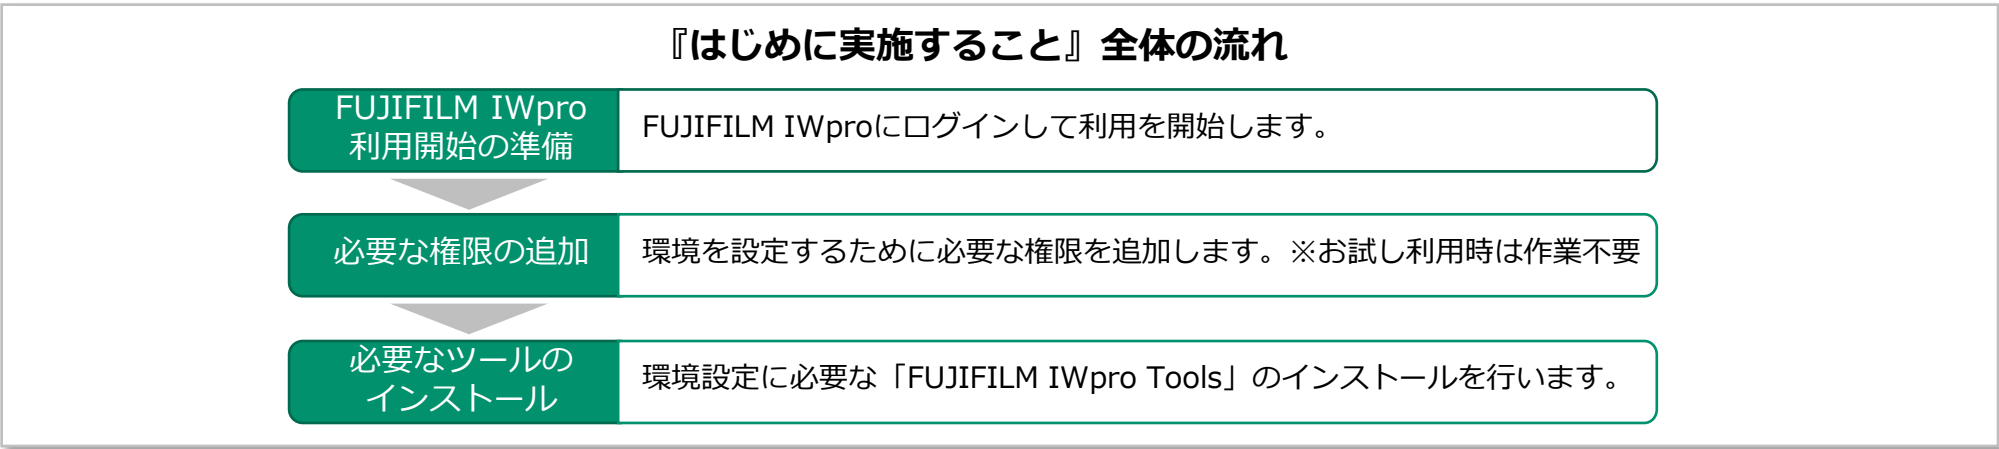 『はじめに実施すること』全体の流れ
FUJIFILM IWpro
利用開始の準備
FUJIFILM IWproにログインして利用を開始します。
必要な権限の追加
環境を設定するために必要な権限を追加します。※お試し利用時は作業不要
必要なツールの
インストール
環境設定に必要な「FUJIFILM IWpro Tools」のインストールを行います。